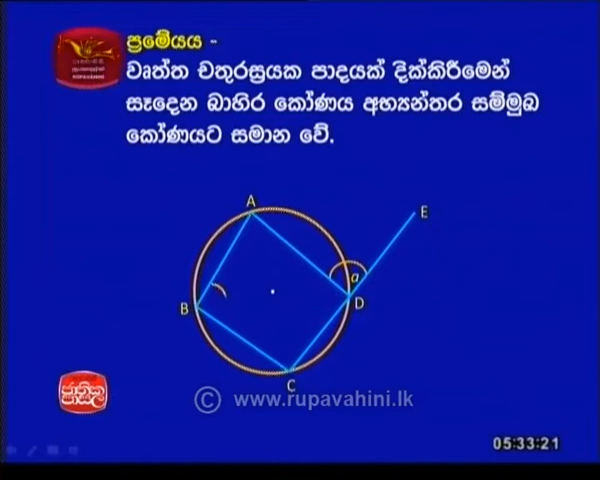 ප්‍රමේයය -
වෘත්ත චතුරස්‍රයක පාදයක් දික්කිරීමෙන්
සෑදෙන බාහිර කෝණය අභ්‍යන්තර සම්මුඛ
කෝණයට සමාන වේ.
A
E
a
B
D
C
ජාතික
පාසල
© www.rupavahini.lk
05:33:21